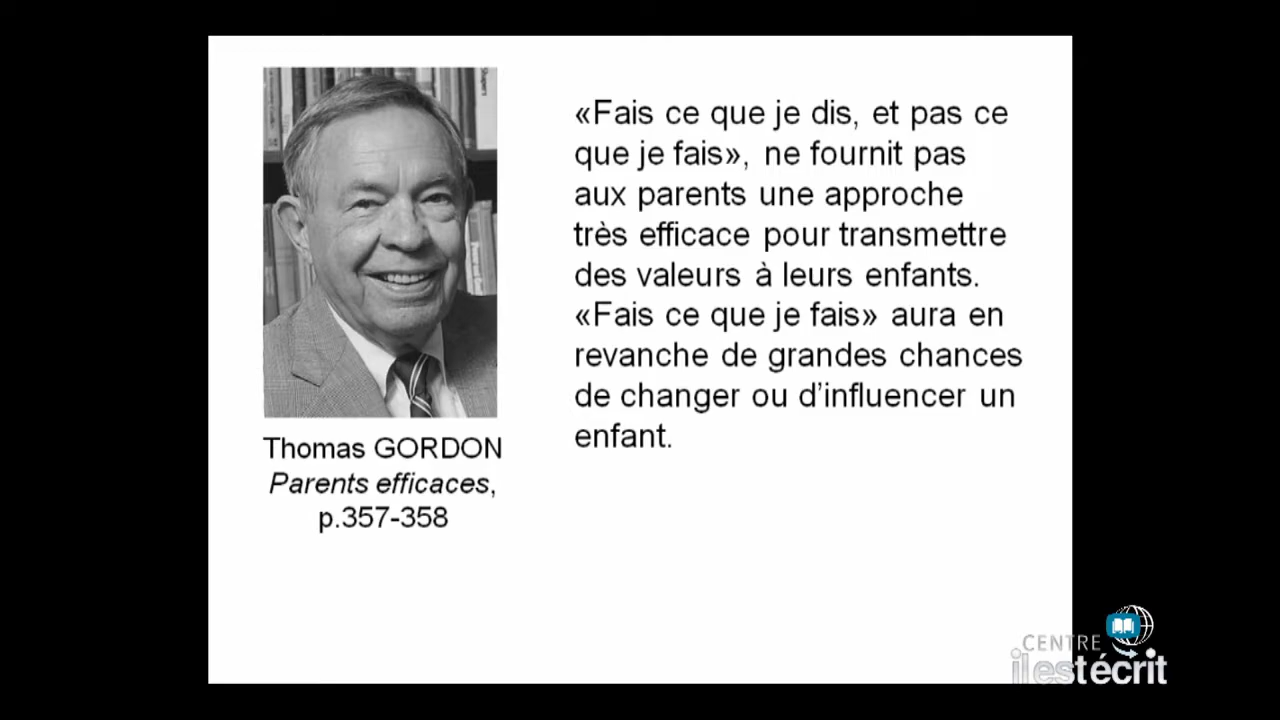 «Fais ce que je dis, et pas ce
que je fais», ne fournit pas
aux parents une approche
très efficace pour transmettre
des valeurs à leurs enfants.
«Fais ce que je fais» aura en
revanche de grandes chances
de changer ou d’influencer un
enfant.
Thomas GORDON
Parents efficaces,
p.357-358
CENTRE
ilestécrit